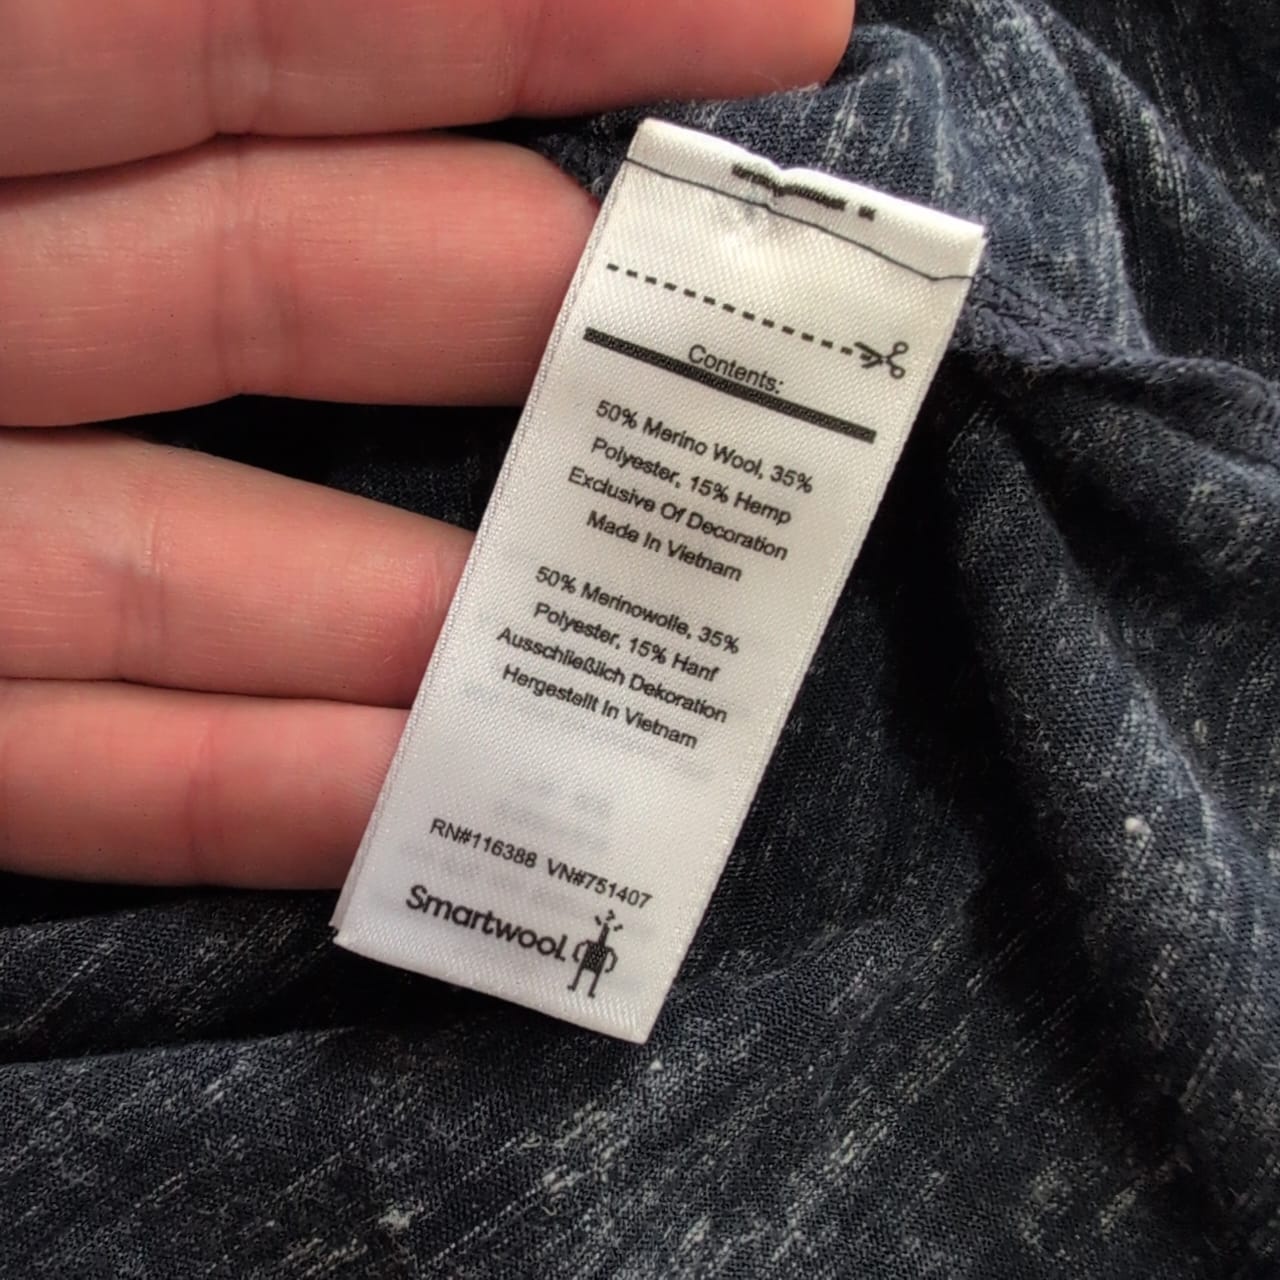 Contents:
50% Merino Wool, 35%
Polyester, 15% Hemp
Exclusive Of Decoration
Made In Vietnam
50% Merinowolle, 35%
Polyester, 15% Hanf
Ausschließlich Dekoration
Hergestellt In Vietnam
RN#116388 VN#751407
Smartwool